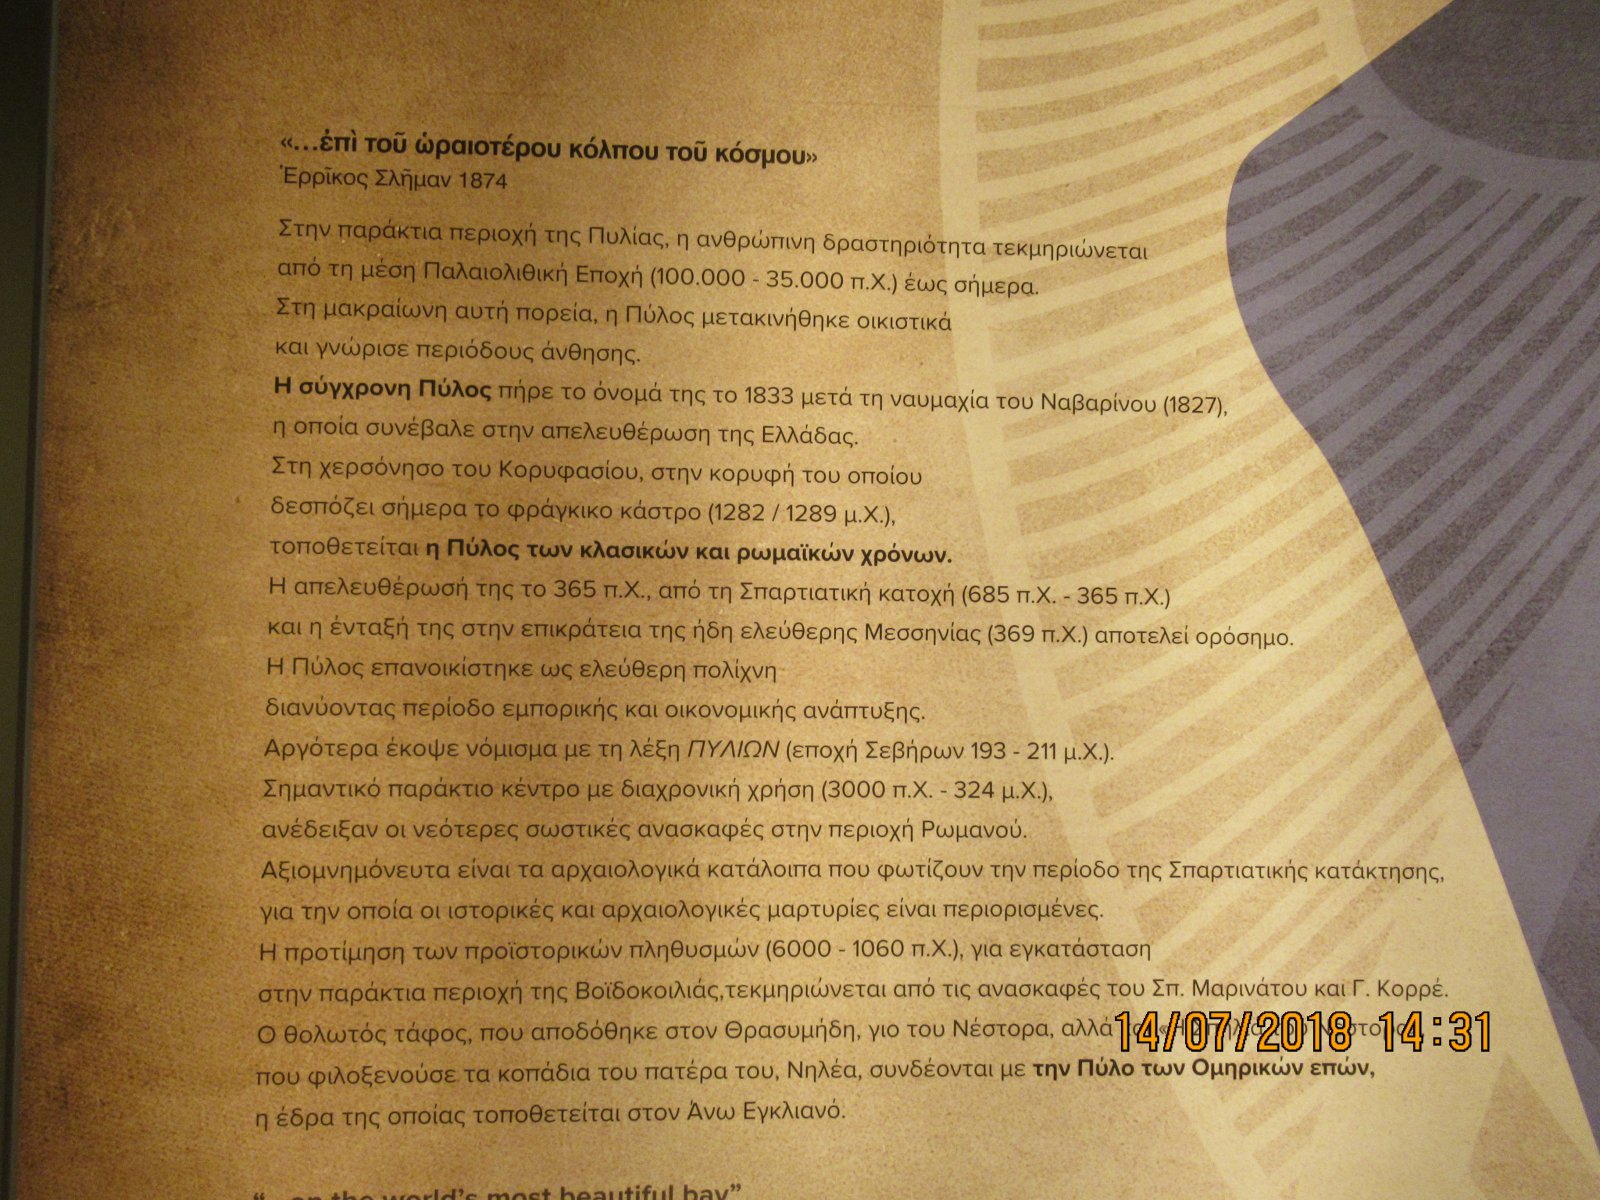 «...ἐπὶ τοῦ ὡραιοτέρου κόλπου τοῦ κόσμου»
Ἑρρῖκος Σλῆμαν 1874
Στην παράκτια περιοχή της Πυλίας, η ανθρώπινη δραστηριότητα τεκμηριώνεται
από τη μέση Παλαιολιθική Εποχή (100.000 - 35.000 π.Χ.) έως σήμερα.
Στη μακραίωνη αυτή πορεία, η Πύλος μετακινήθηκε οικιστικά
και γνώρισε περιόδους άνθησης.
Η σύγχρονη Πύλος πήρε το όνομά της το 1833 μετά τη ναυμαχία του Ναβαρίνου (1827),
η οποία συνέβαλε στην απελευθέρωση της Ελλάδας.
Στη χερσόνησο του Κορυφασίου, στην κορυφή του οποίου
δεσπόζει σήμερα το φράγκικο κάστρο (1282 / 1289 μ.Χ.),
τοποθετείται η Πύλος των κλασικών και ρωμαϊκών χρόνων.
Η απελευθέρωσή της το 365 π.Χ., από τη Σπαρτιατική κατοχή (685 π.Χ. - 365 π.Χ.)
και η ένταξή της στην επικράτεια της ήδη ελεύθερης Μεσσηνίας (369 π.Χ.) αποτελεί ορόσημο.
Η Πύλος επανοικίστηκε ως ελεύθερη πολίχνη
διανύοντας περίοδο εμπορικής και οικονομικής ανάπτυξης.
Αργότερα έκοψε νόμισμα με τη λέξη ΠΥΛΙΩΝ (εποχή Σεβήρων 193 - 211 μ.Χ.).
Σημαντικό παράκτιο κέντρο με διαχρονική χρήση (3000 π.Χ. - 324 μ.Χ.),
ανέδειξαν οι νεότερες σωστικές ανασκαφές στην περιοχή Ρωμανού.
Αξιομνημόνευτα είναι τα αρχαιολογικά κατάλοιπα που φωτίζουν την περίοδο της Σπαρτιατικής κατάκτησης,
για την οποία οι ιστορικές και αρχαιολογικές μαρτυρίες είναι περιορισμένες.
Η προτίμηση των προϊστορικών πληθυσμών (6000 - 1060 π.Χ.), για εγκατάσταση
στην παράκτια περιοχή της Βοϊδοκοιλιάς,τεκμηριώνεται από τις ανασκαφές του Σπ. Μαρινάτου και Γ. Κορρέ.
Ο θολωτός τάφος, που αποδόθηκε στον Θρασυμήδη, γιο του Νέστορα, αλλά
14/07/2018 14:31
που φιλοξενούσε τα κοπάδια του πατέρα του, Νηλέα, συνδέονται με την Πύλο των Ομηρικών επών,
η έδρα της οποίας τοποθετείται στον Άνω Εγκλιανό.
“...on the world’s most beautiful bay”